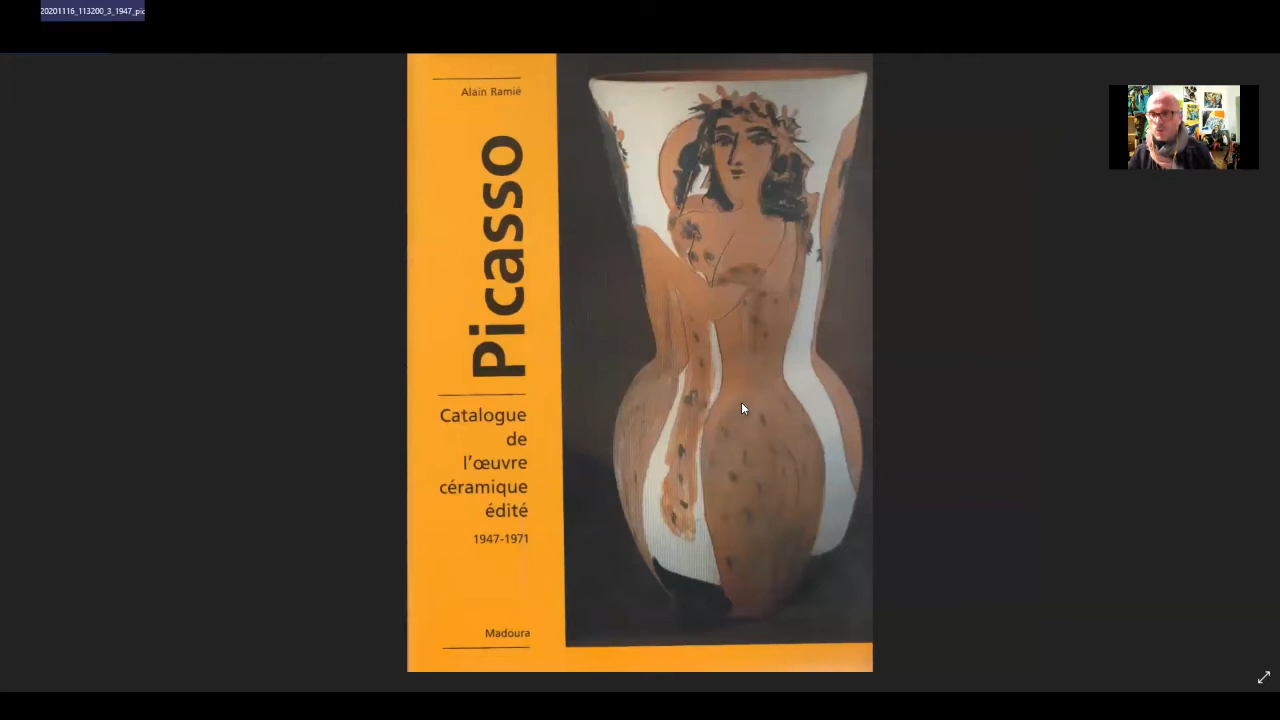 20201116_113200_3_1947_pic
Alain Ramié
Picasso
Catalogue
de
l'œuvre
céramique
édité
1947-1971
Madoura